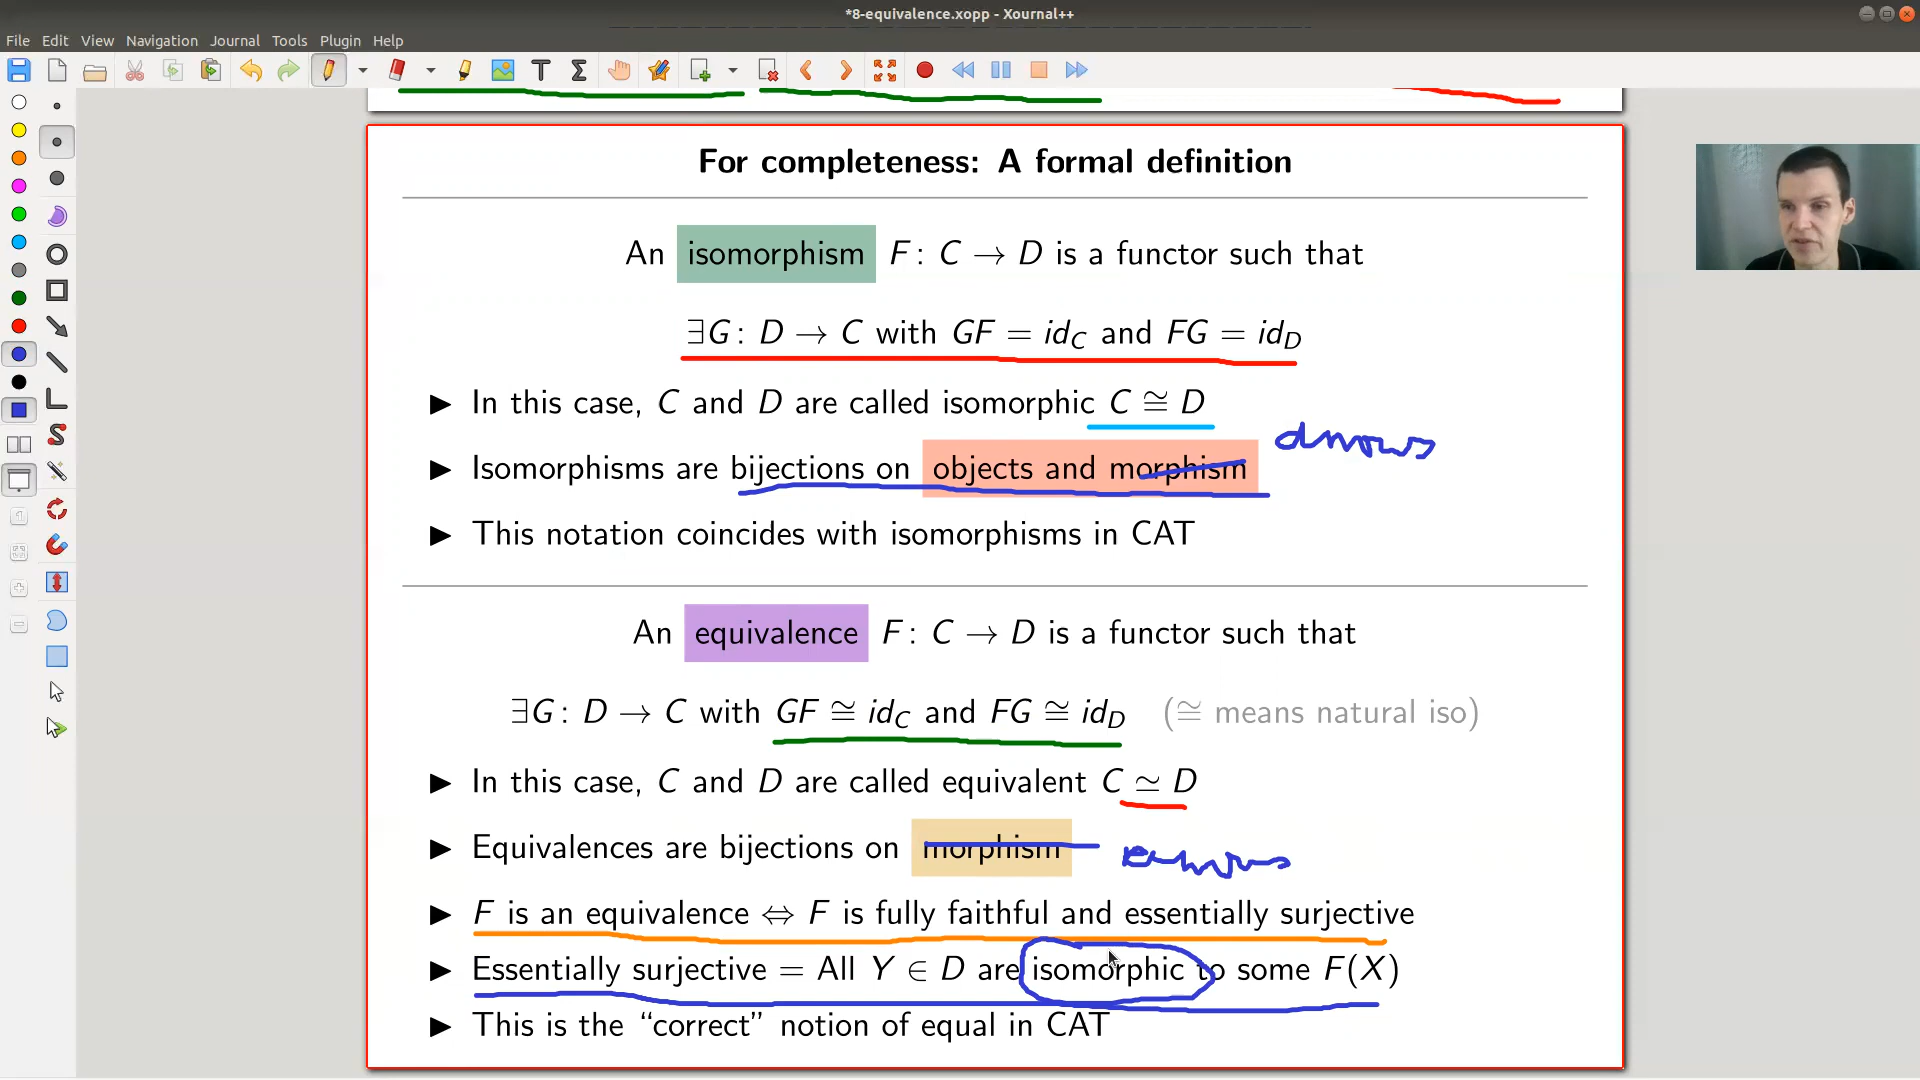 *8-equivalence.xopp - Xournal++
File Edit View Navigation Journal Tools Plugin Help
For completeness: A formal definition
An isomorphism F: C → D is a functor such that
∃G: D → C with GF = id_C and FG = id_D
► In this case, C and D are called isomorphic C ≅ D
arrows
► Isomorphisms are bijections on objects and morphism
► This notation coincides with isomorphisms in CAT
An equivalence F: C → D is a functor such that
∃G: D → C with GF ≅ id_C and FG ≅ id_D (≅ means natural iso)
► In this case, C and D are called equivalent C ≃ D
► Equivalences are bijections on morphism
► F is an equivalence ⇔ F is fully faithful and essentially surjective
► Essentially surjective = All Y ∈ D are isomorphic to some F(X)
► This is the “correct” notion of equal in CAT